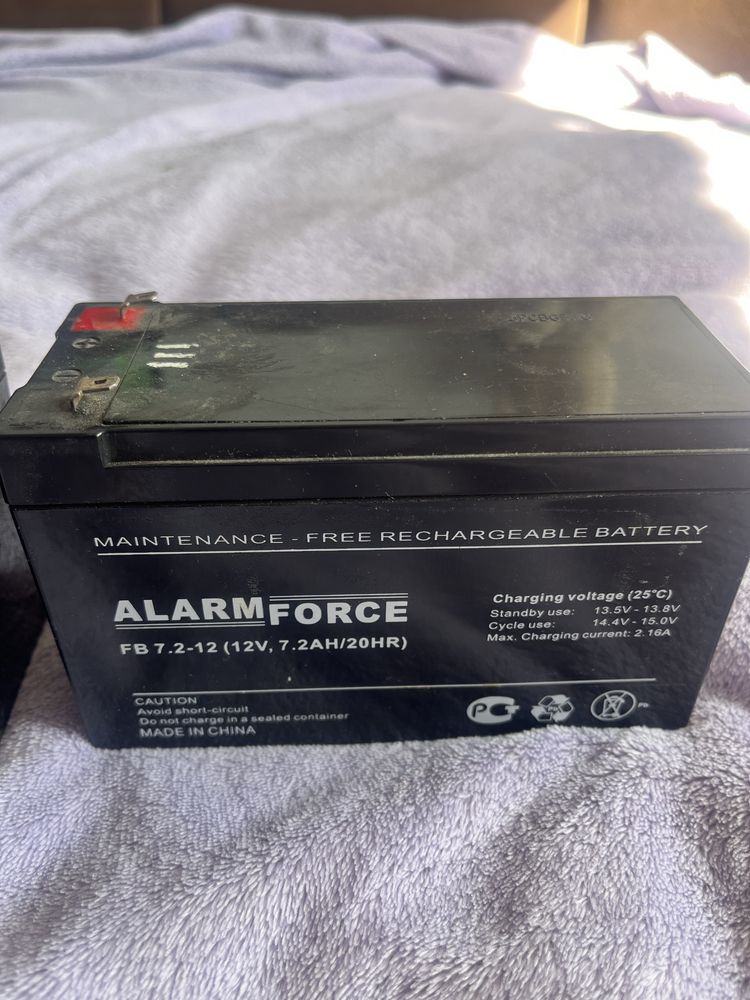 MAINTENANCE - FREE RECHARGEABLE BATTERY
ALARMFORCE
FB 7.2-12 (12V, 7.2AH/20HR)
Charging voltage (25°C)
Standby use: 13.5V - 13.8V
Cycle use: 14.4V - 15.0V
Max. Charging current: 2.16A
CAUTION
Avoid short-circuit
Do not charge in a sealed container
MADE IN CHINA
Pb